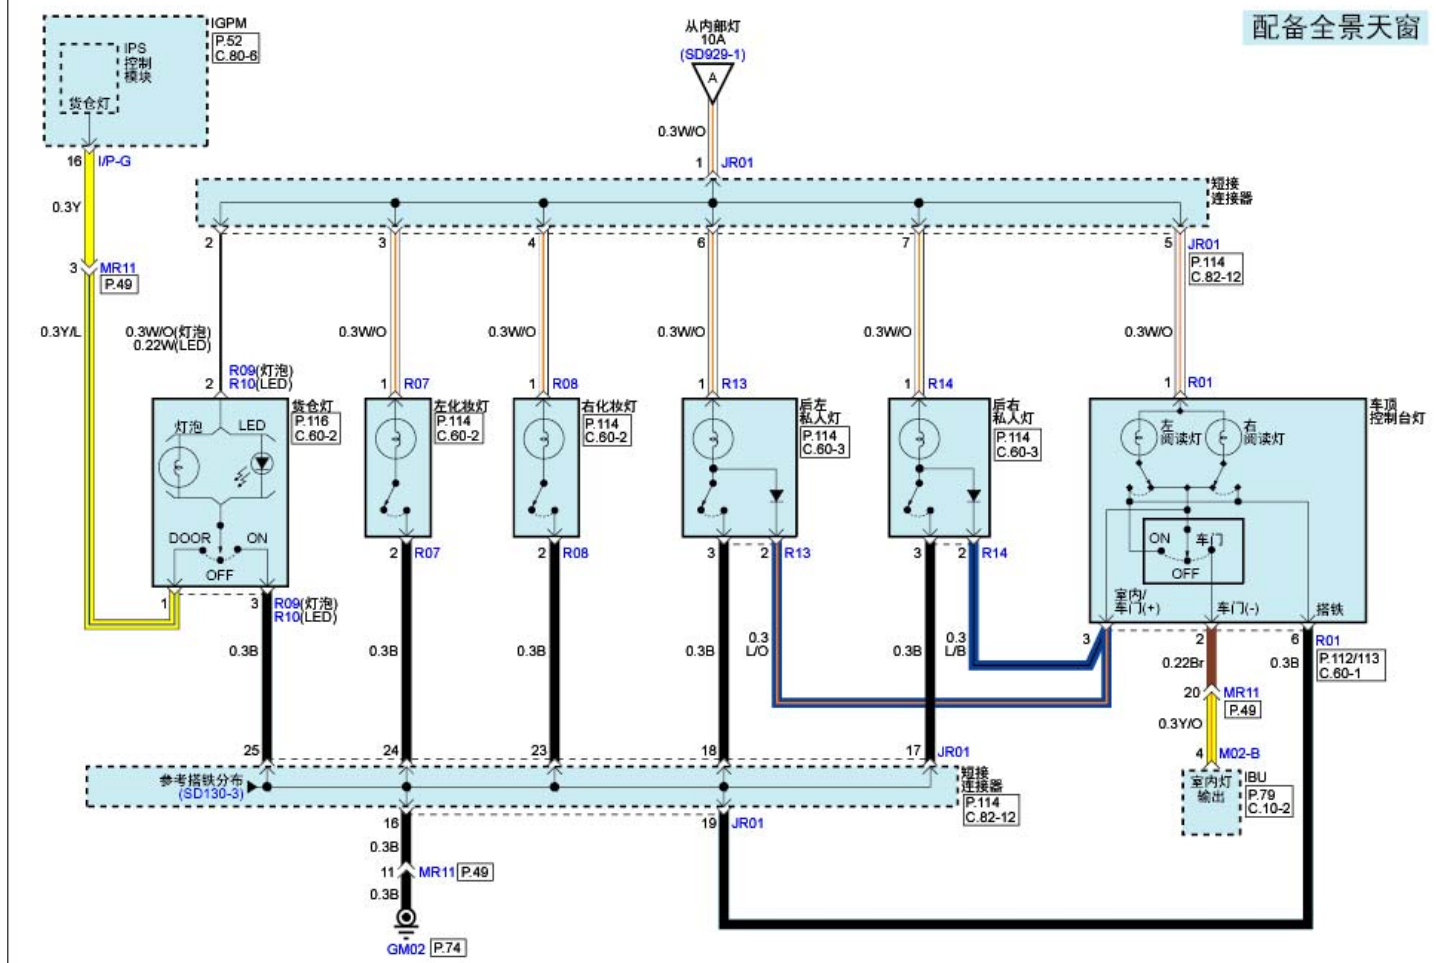 配备全景天窗
IGPM
P.52
C.80-6
IPS
控制
模块
货仓灯
16 I/P-G
0.3Y
3 MR11
P.49
0.3Y/L
从内部灯
10A
(SD929-1)
A
0.3W/O
1 JR01
短接
连接器
2 3 4 6 7 5 JR01
P.114
C.82-12
0.3W/O(灯泡)
0.22W(LED)
0.3W/O 0.3W/O 0.3W/O 0.3W/O 0.3W/O
R09(灯泡)
2 R10(LED)
1 R07
1 R08
1 R13
1 R14
1 R01
货仓灯
P.116
C.60-2
灯泡 LED
DOOR ON
OFF
左化妆灯
P.114
C.60-2
右化妆灯
P.114
C.60-2
后左
私人灯
P.114
C.60-3
后右
私人灯
P.114
C.60-3
车顶
控制台灯
左
阅读灯
右
阅读灯
ON 车门
OFF
室内/
车门(+)
车门(-)
搭铁
1 3 R09(灯泡)
R10(LED)
2 R07
2 R08
3 2 R13
3 2 R14
3 2 6 R01
P.112/113
C.60-1
0.3B 0.3B 0.3B 0.3B
0.3
L/O
0.3B
0.3
L/B
0.22Br
0.3B
20 MR11
P.49
0.3Y/O
4 M02-B
室内灯
输出
IBU
P.79
C.10-2
25 24 23 18 17 JR01
参考搭铁分布
(SD130-3)
短接
连接器
P.114
C.82-12
16 19 JR01
0.3B
11 MR11 P.49
0.3B
GM02 P.74